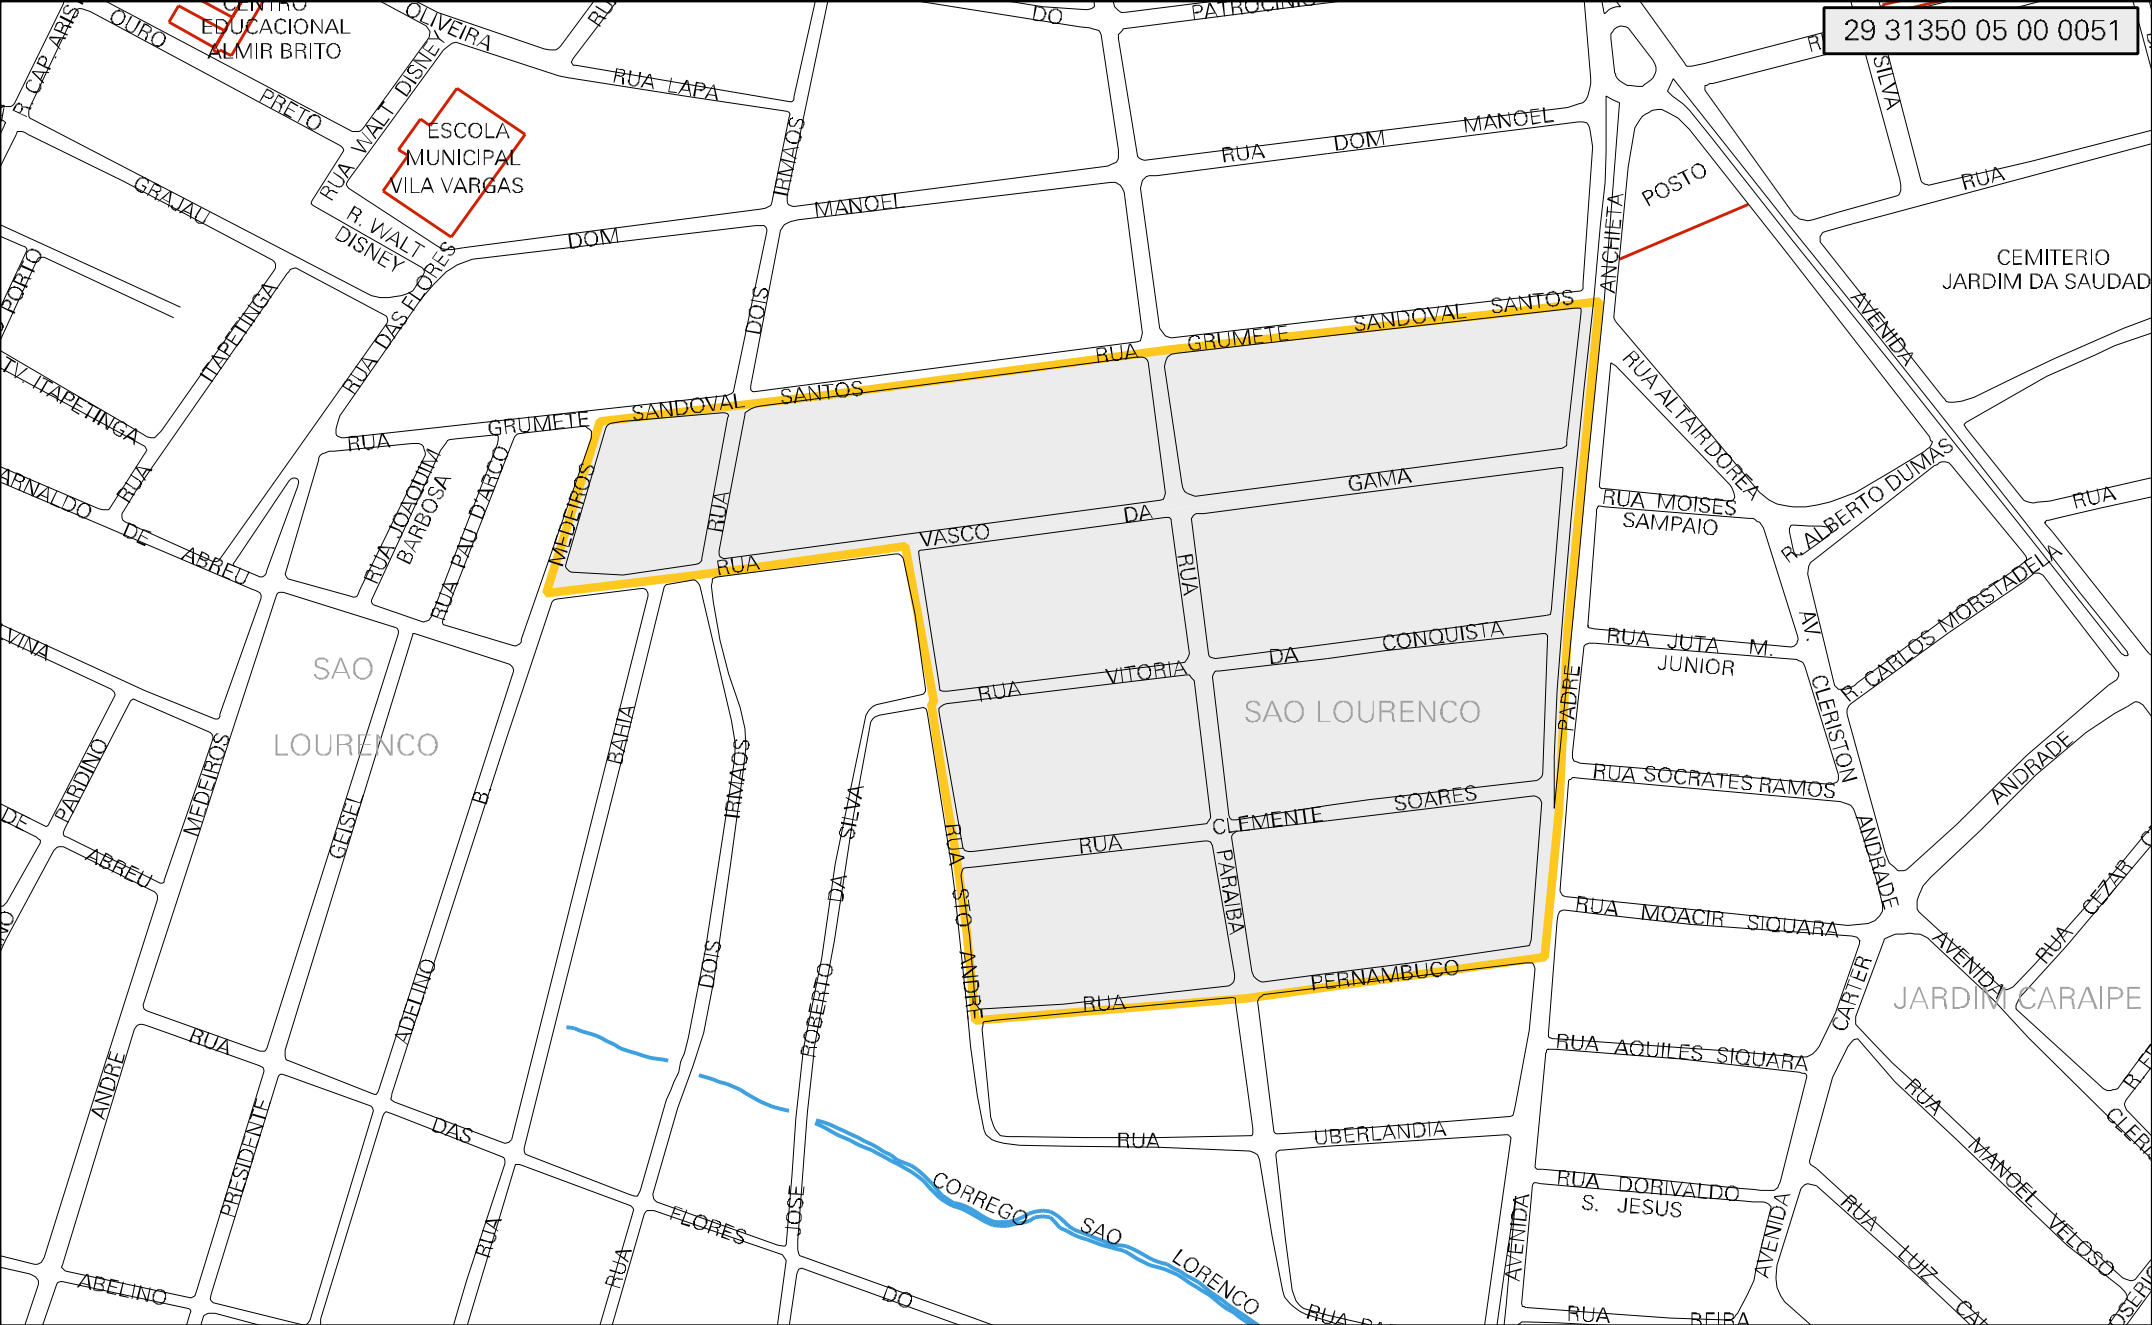 29 31350 05 00 0051
CENTRO
EDUCACIONAL
ALMIR BRITO
OURO
PRETO
OLIVEIRA
RUA
DO
R. CAP. ARIST
RUA WALT DISNEY
ESCOLA
MUNICIPAL
VILA VARGAS
RUA LAPA
IRMAOS
DOIS
RUA DOM MANOEL
DOM MANOEL
SILVA
RUA
POSTO
ANCHIETA
CEMITERIO
JARDIM DA SAUDAD
GRAJAU
R. WALT
DISNEY
RUA DAS FLORES
PORTO
ITAPETINGA
RUA
TV. ITAPETINGA
ARNALDO DE ABREU
RUA GRUMETE SANDOVAL SANTOS
RUA GRUMETE SANDOVAL SANTOS
AVENIDA
RUA ALTAIR DOREA
RUA JOAQUIM
BARBOSA
RUA PAU D'ARCO
MEDEIROS
RUA
RUA VASCO DA GAMA
RUA MOISES
SAMPAIO
R. ALBERTO DUMAS
RUA
R. CARLOS MORSTADELA
RUA
RUA VITORIA DA CONQUISTA
RUA JUTA M.
JUNIOR
AV. CLERISTON ANDRADE
SAO
LOURENCO
SAO LOURENCO
PADRE
VINA
PARDINO
MEDEIROS
GEISEL
B.
BAHIA
IRMAOS
DOIS
RUA SOCRATES RAMOS
ANDRADE
RUA CLEMENTE SOARES
DE ABREU
RUA STO ANDRE
PARAIBA
JOSE ROBERTO DA SILVA
RUA MOACIR SIQUARA
RUA CEZAR
AVENIDA
CARTER
JARDIM CARAIPE
RUA PERNAMBUCO
ADELINO
RUA DAS FLORES
RUA AQUILES SIQUARA
ANDRE
PRESIDENTE
RUA UBERLANDIA
CORREGO SAO LORENCO
RUA
RUA
RUA DORIVALDO
S. JESUS
AVENIDA
AVENIDA
RUA MANOEL VELOSO
RUA LUIZ
ABELINO
DO
RUA
RUA BEIRA